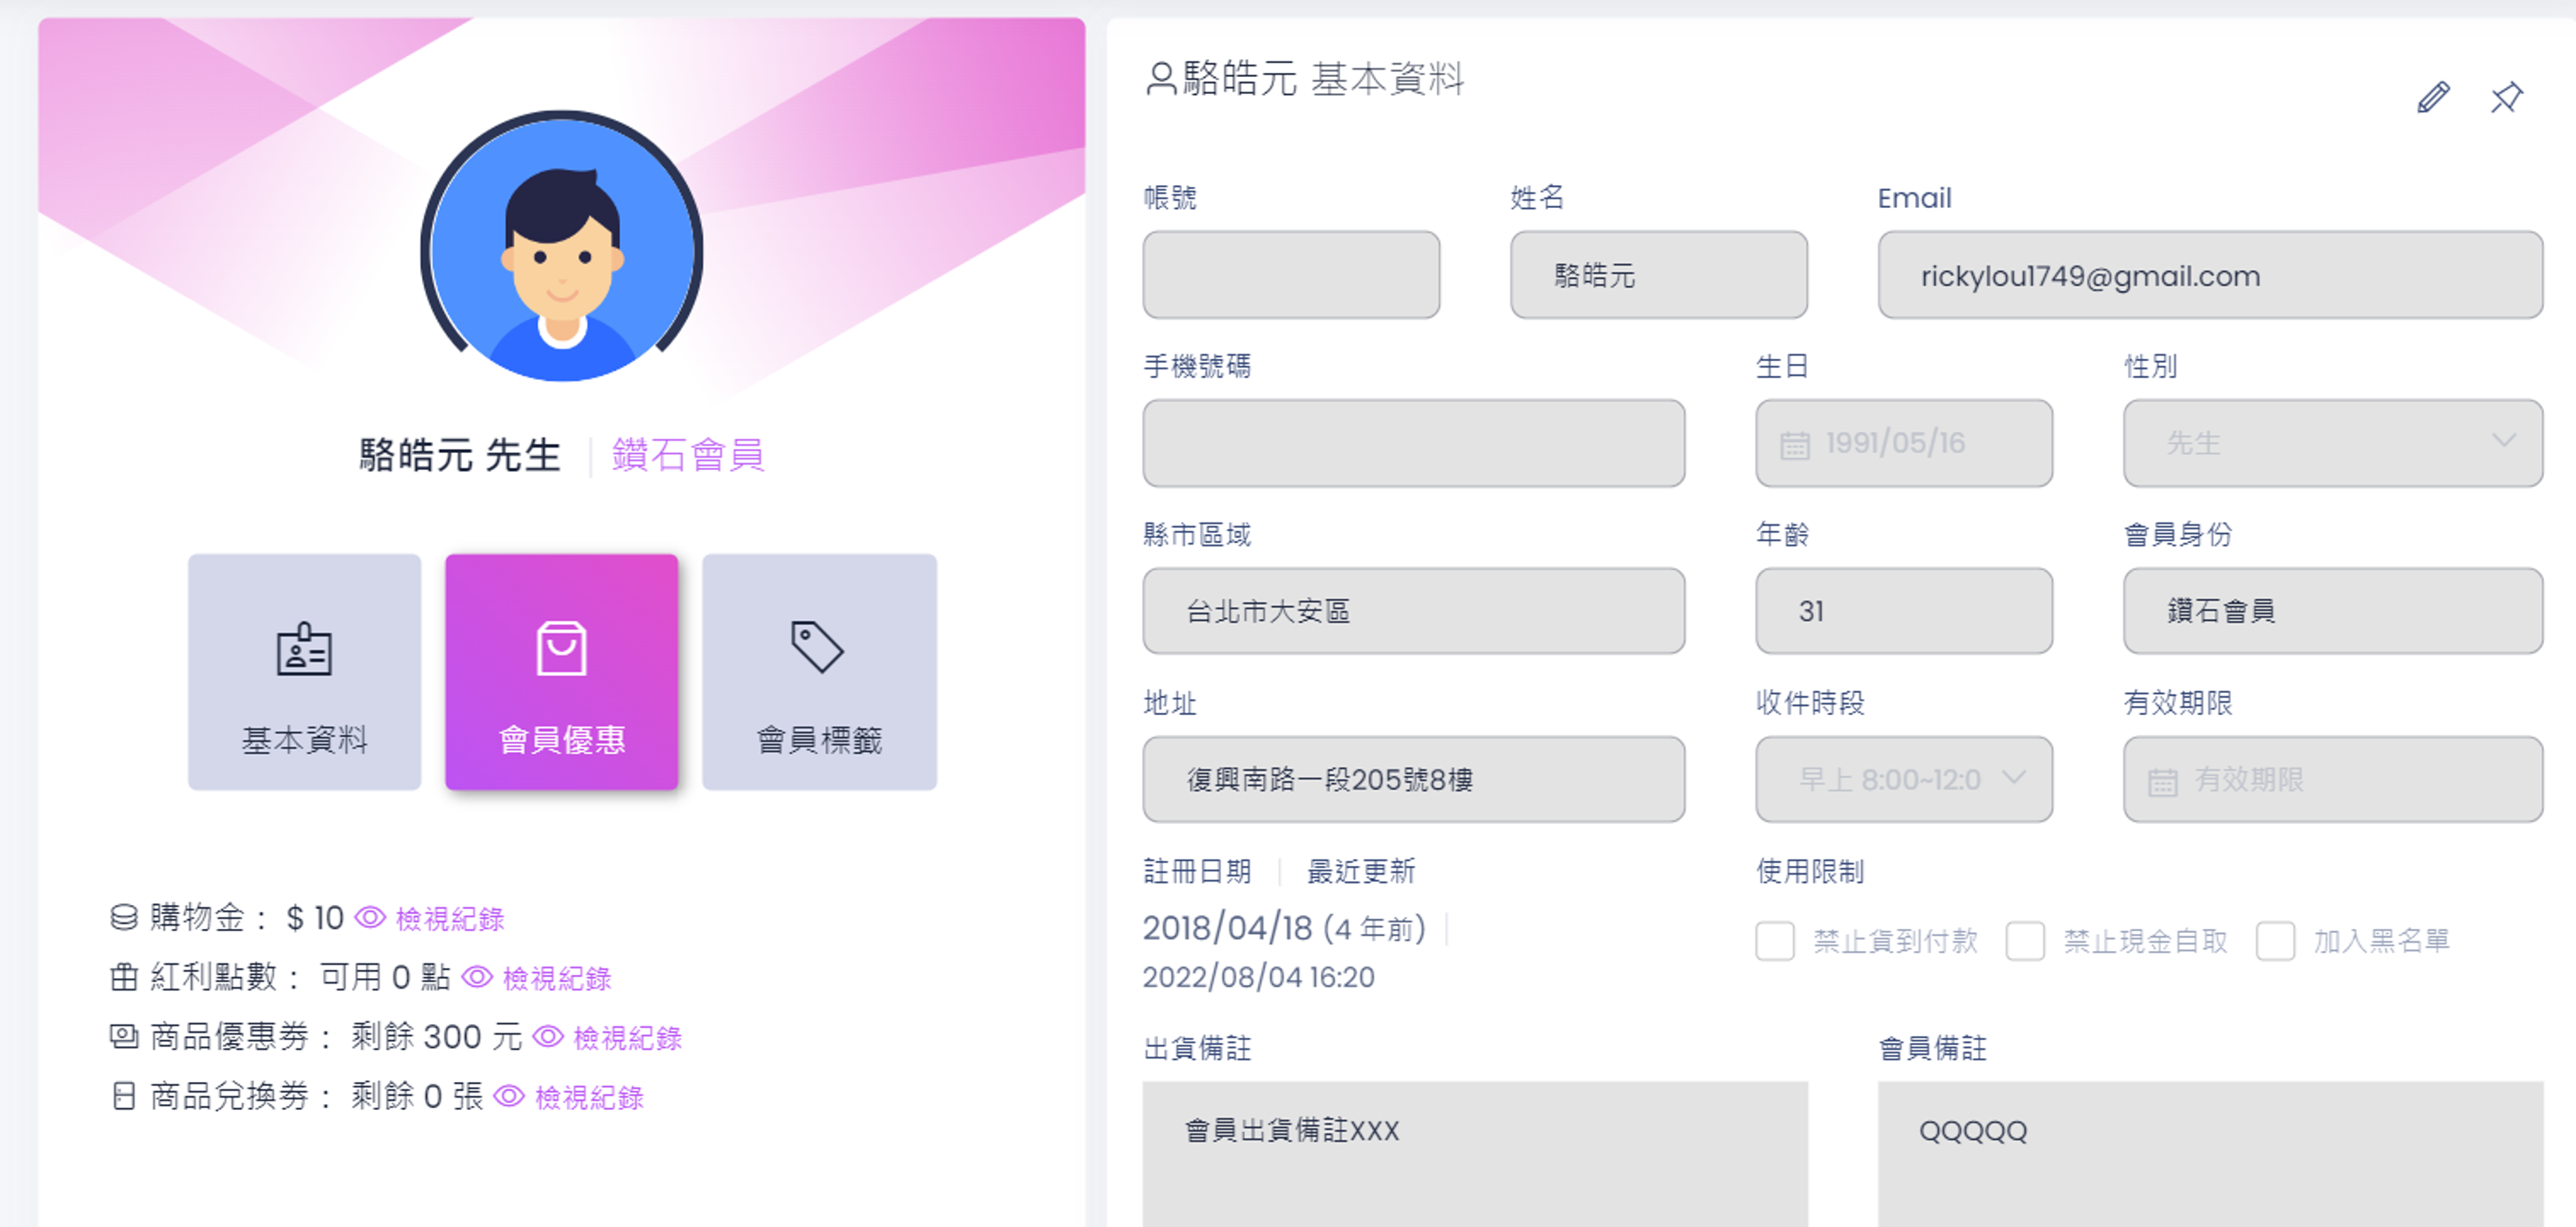 駱皓元 先生 鑽石會員
基本資料 會員優惠 會員標籤
購物金： $ 10 檢視紀錄
紅利點數： 可用 0 點 檢視紀錄
商品優惠券： 剩餘 300 元 檢視紀錄
商品兌換券： 剩餘 0 張 檢視紀錄
駱皓元 基本資料
帳號 姓名 Email
駱皓元 rickylou1749@gmail.com
手機號碼 生日 性別
1991/05/16 先生
縣市區域 年齡 會員身份
台北市大安區 31 鑽石會員
地址 收件時段 有效期限
復興南路一段205號8樓 早上 8:00~12:0 有效期限
註冊日期 最近更新 使用限制
2018/04/18 (4 年前)
2022/08/04 16:20
禁止貨到付款 禁止現金自取 加入黑名單
出貨備註 會員備註
會員出貨備註XXX QQQQQ